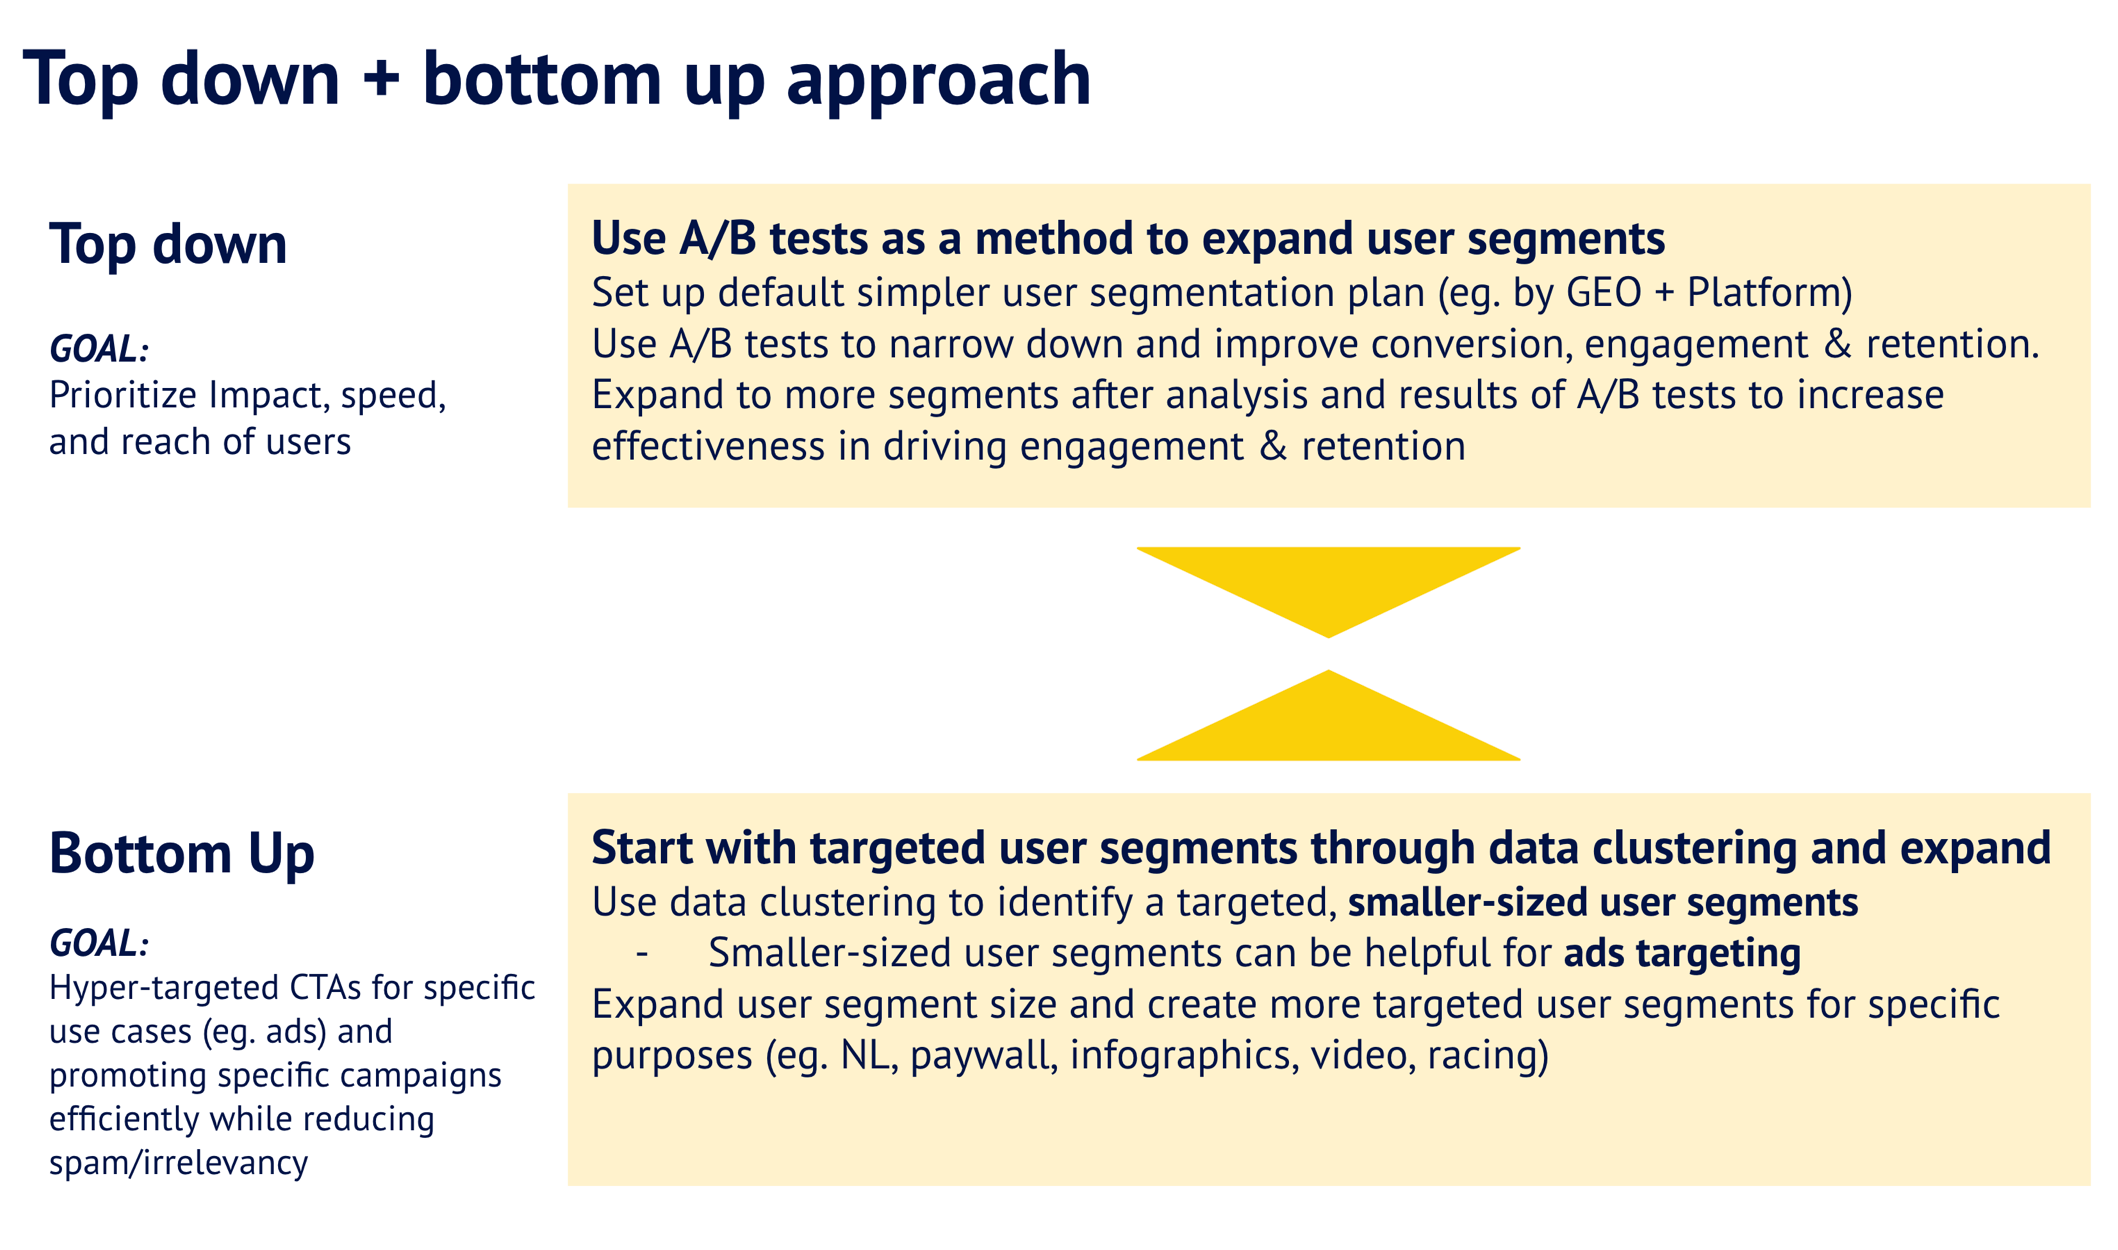 Top down + bottom up approach
Top down
GOAL:
Prioritize Impact, speed,
and reach of users
Use A/B tests as a method to expand user segments
Set up default simpler user segmentation plan (eg. by GEO + Platform)
Use A/B tests to narrow down and improve conversion, engagement & retention.
Expand to more segments after analysis and results of A/B tests to increase
effectiveness in driving engagement & retention
Bottom Up
GOAL:
Hyper-targeted CTAs for specific
use cases (eg. ads) and
promoting specific campaigns
efficiently while reducing
spam/irrelevancy
Start with targeted user segments through data clustering and expand
Use data clustering to identify a targeted, smaller-sized user segments
- Smaller-sized user segments can be helpful for ads targeting
Expand user segment size and create more targeted user segments for specific
purposes (eg. NL, paywall, infographics, video, racing)